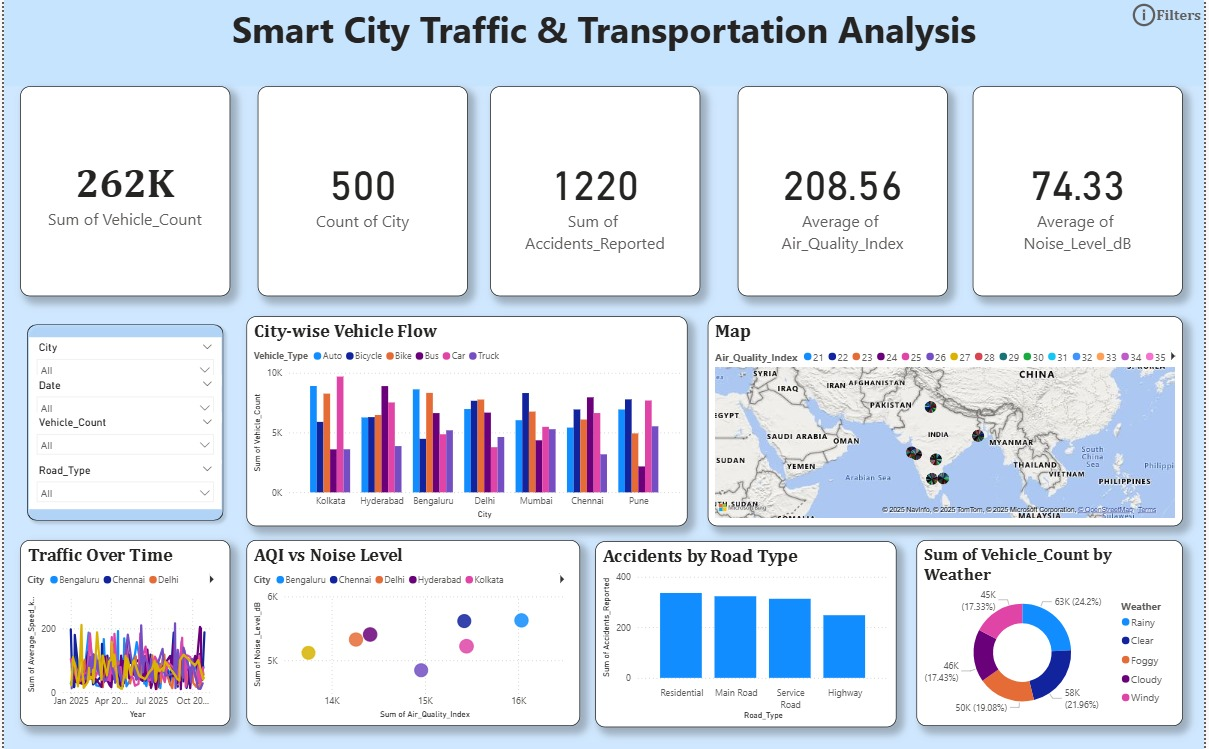 Smart City Traffic & Transportation Analysis
Filters
262K
Sum of Vehicle_Count
500
Count of City
1220
Sum of
Accidents_Reported
208.56
Average of
Air_Quality_Index
74.33
Average of
Noise_Level_dB
City
All
Date
All
Vehicle_Count
All
Road_Type
All
City-wise Vehicle Flow
Vehicle_Type Auto Bicycle Bike Bus Car Truck
Sum of Vehicle_Count
10K
5K
0K
Kolkata Hyderabad Bengaluru Delhi Mumbai Chennai Pune
City
Map
Air_Quality_Index 21 22 23 24 25 26 27 28 29 30 31 32 33 34 35
SYRIA
IRAQ
IRAN
AFGHANISTAN
CHINA
PAKISTAN
EGYPT
SAUDI ARABIA
OMAN
INDIA
MYANMAR
SUDAN
YEMEN
Arabian Sea
THAILAND
VIETNAM
South
China
Sea
PHILIPPINES
MALAYSIA
Microsoft Bing
© 2025 NavInfo, © 2025 TomTom, © 2025 Microsoft Corporation, © OpenStreetMap Terms
Traffic Over Time
City Bengaluru Chennai Delhi
Sum of Average_Speed_k...
200
0
Jan 2025 Apr 20... Jul 2025 Oct 20...
Year
AQI vs Noise Level
City Bengaluru Chennai Delhi Hyderabad Kolkata
Sum of Noise_Level_dB
6K
5K
14K 15K 16K
Sum of Air_Quality_Index
Accidents by Road Type
Sum of Accidents_Reported
400
200
0
Residential Main Road Service
Road Highway
Road_Type
Sum of Vehicle_Count by
Weather
45K
(17.33%)
63K (24.2%)
46K
(17.43%)
50K (19.08%)
58K
(21.96%)
Weather
Rainy
Clear
Foggy
Cloudy
Windy